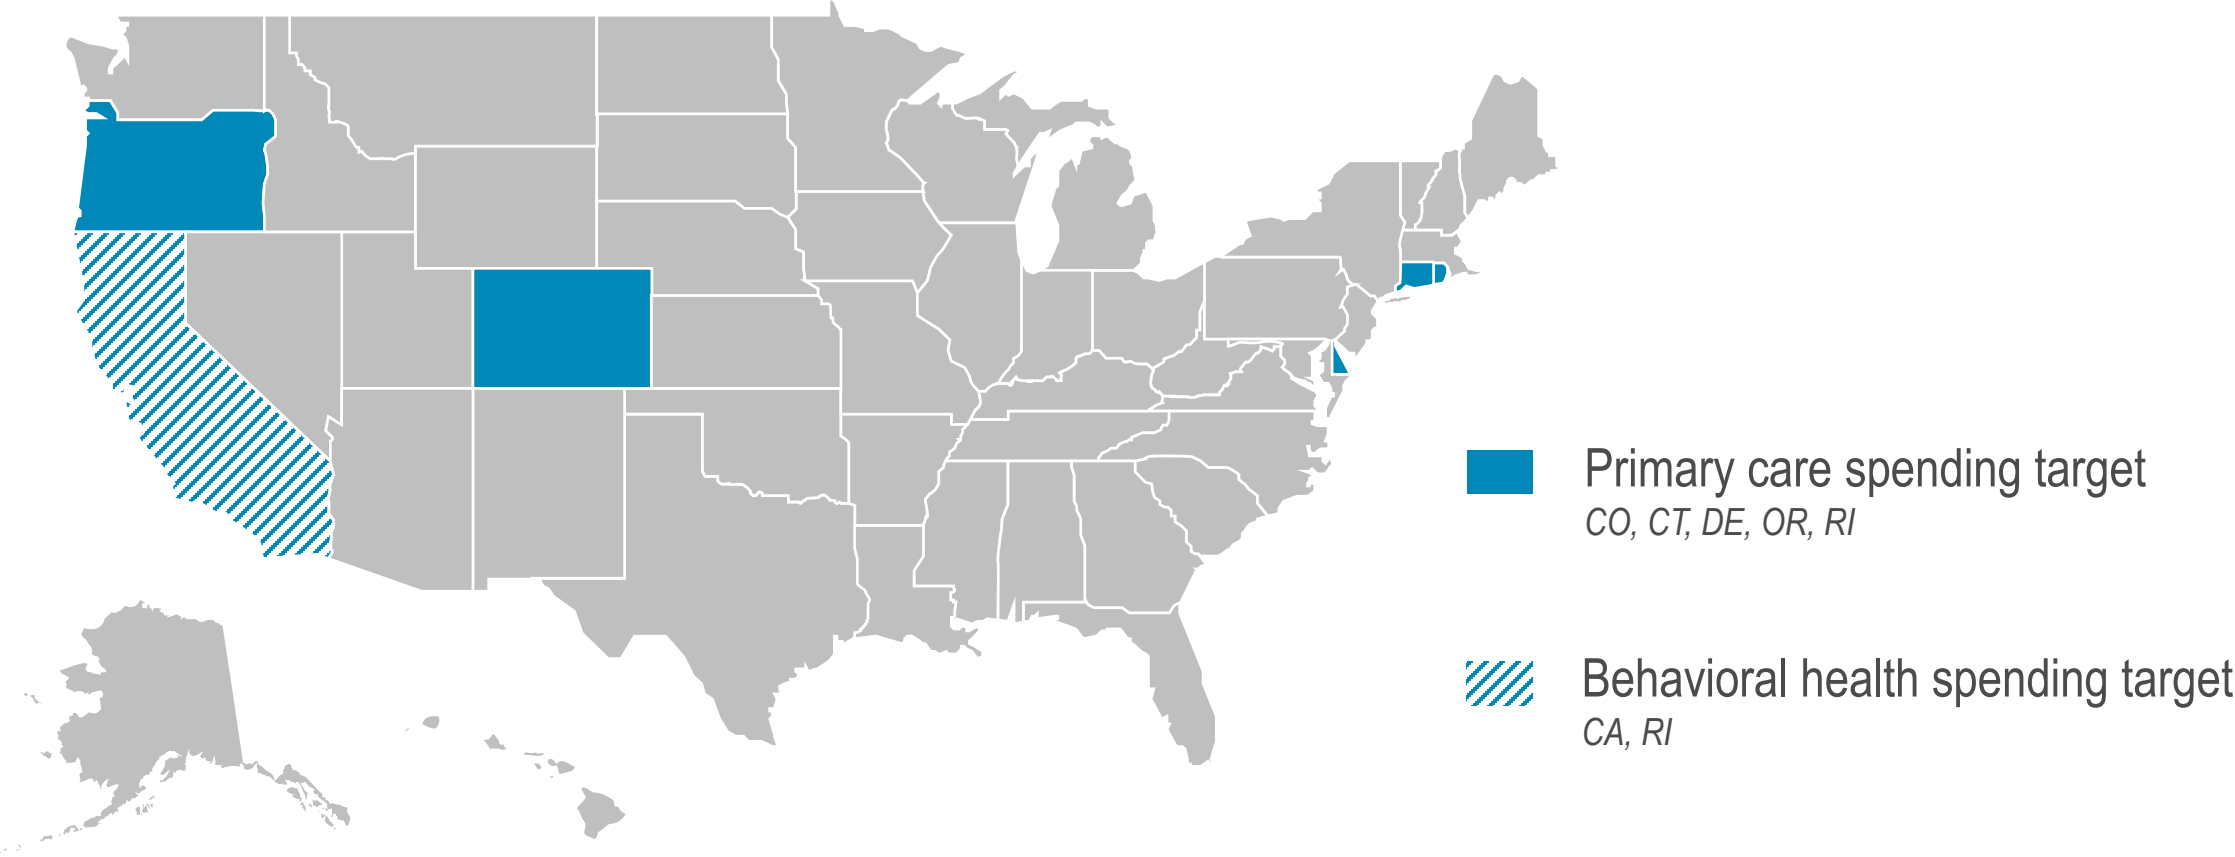 Primary care spending target
CO, CT, DE, OR, RI
Behavioral health spending target
CA, RI